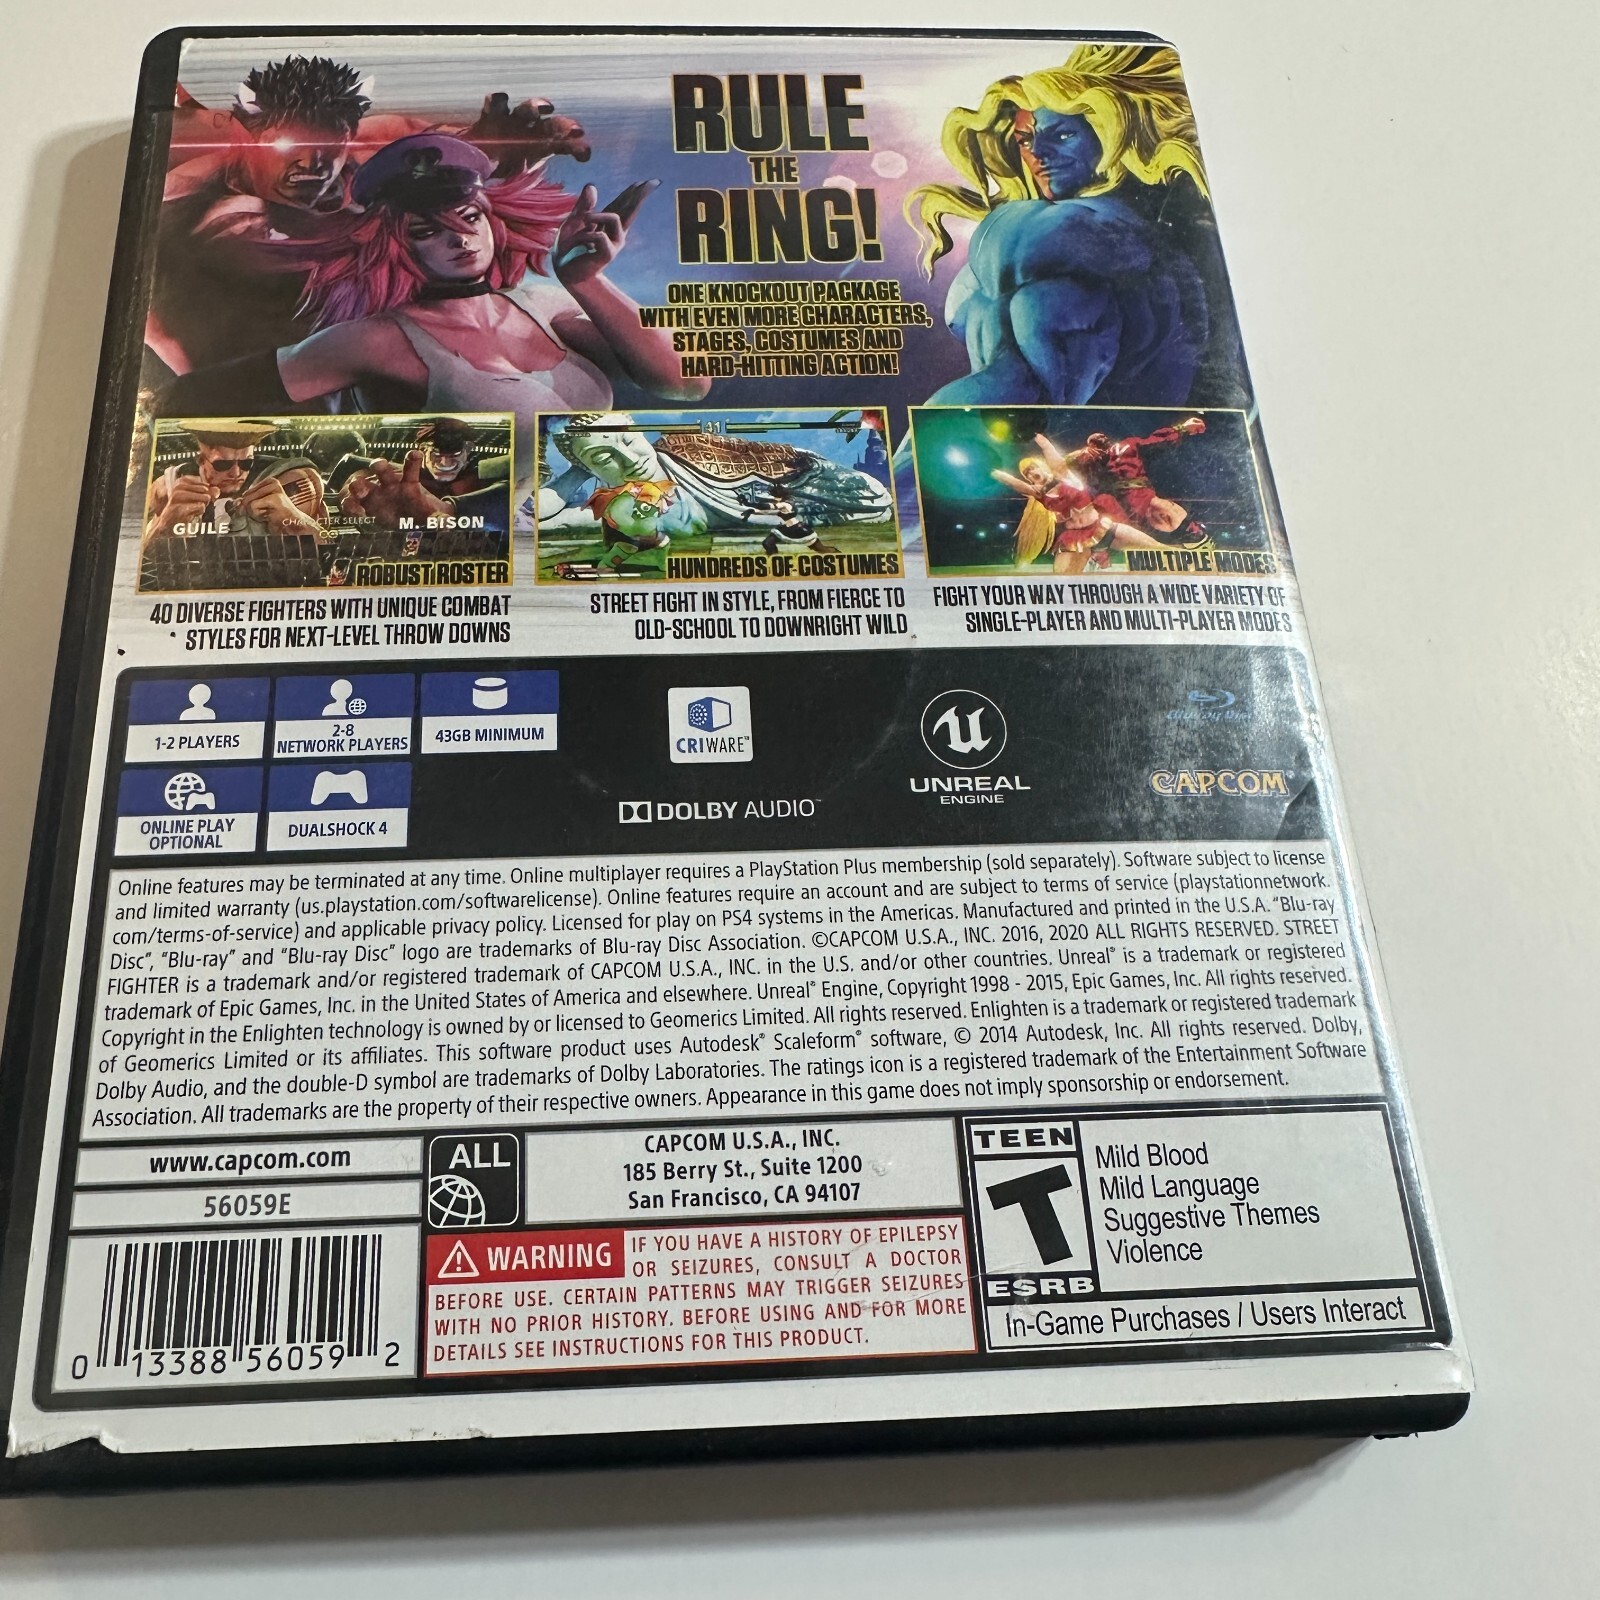 RULE
THE
RING!
ONE KNOCKOUT PACKAGE
WITH EVEN MORE CHARACTERS,
STAGES, COSTUMES AND
HARD-HITTING ACTION!
GUILE
CHARACTER SELECT
M. BISON
ROBUST ROSTER
41
HUNDREDS OF COSTUMES
MULTIPLE MODES
40 DIVERSE FIGHTERS WITH UNIQUE COMBAT
STYLES FOR NEXT-LEVEL THROW DOWNS
STREET FIGHT IN STYLE, FROM FIERCE TO
OLD-SCHOOL TO DOWNRIGHT WILD
FIGHT YOUR WAY THROUGH A WIDE VARIETY OF
SINGLE-PLAYER AND MULTI-PLAYER MODES
1-2 PLAYERS
2-8
NETWORK PLAYERS
43GB MINIMUM
ONLINE PLAY
OPTIONAL
DUALSHOCK 4
CRIWARE™
DOLBY AUDIO™
UNREAL
ENGINE
Blu-ray Disc
CAPCOM
Online features may be terminated at any time. Online multiplayer requires a PlayStation Plus membership (sold separately). Software subject to license
and limited warranty (us.playstation.com/softwarelicense). Online features require an account and are subject to terms of service (playstationnetwork.
com/terms-of-service) and applicable privacy policy. Licensed for play on PS4 systems in the Americas. Manufactured and printed in the U.S.A. "Blu-ray
Disc", "Blu-ray" and "Blu-ray Disc" logo are trademarks of Blu-ray Disc Association. ©CAPCOM U.S.A., INC. 2016, 2020 ALL RIGHTS RESERVED. STREET
FIGHTER is a trademark and/or registered trademark of CAPCOM U.S.A., INC. in the U.S. and/or other countries. Unreal® is a trademark or registered
trademark of Epic Games, Inc. in the United States of America and elsewhere. Unreal® Engine, Copyright 1998 - 2015, Epic Games, Inc. All rights reserved.
Copyright in the Enlighten technology is owned by or licensed to Geomerics Limited. All rights reserved. Enlighten is a trademark or registered trademark
of Geomerics Limited or its affiliates. This software product uses Autodesk® Scaleform® software, © 2014 Autodesk, Inc. All rights reserved. Dolby,
Dolby Audio, and the double-D symbol are trademarks of Dolby Laboratories. The ratings icon is a registered trademark of the Entertainment Software
Association. All trademarks are the property of their respective owners. Appearance in this game does not imply sponsorship or endorsement.
www.capcom.com
56059E
ALL
CAPCOM U.S.A., INC.
185 Berry St., Suite 1200
San Francisco, CA 94107
WARNING IF YOU HAVE A HISTORY OF EPILEPSY
OR SEIZURES, CONSULT A DOCTOR
BEFORE USE. CERTAIN PATTERNS MAY TRIGGER SEIZURES
WITH NO PRIOR HISTORY. BEFORE USING AND FOR MORE
DETAILS SEE INSTRUCTIONS FOR THIS PRODUCT.
TEEN
T
ESRB
Mild Blood
Mild Language
Suggestive Themes
Violence
In-Game Purchases / Users Interact
0 13388 56059 2